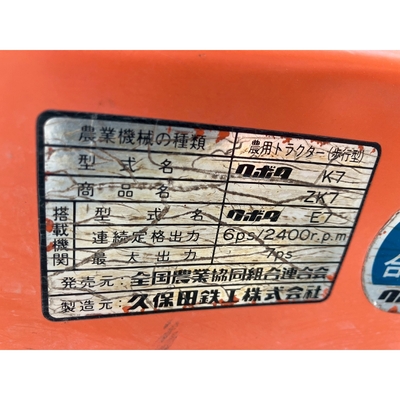 農業機械の種類 農用トラクター(歩行型)
型式名 クボタ K7
商品名 ZK7
搭載機関 型式名 クボタ E7
連続定格出力 6ps/2400r.p.m
最大出力 7ps
発売元：全国農業協同組合連合会
製造元：久保田鉄工株式会社
合